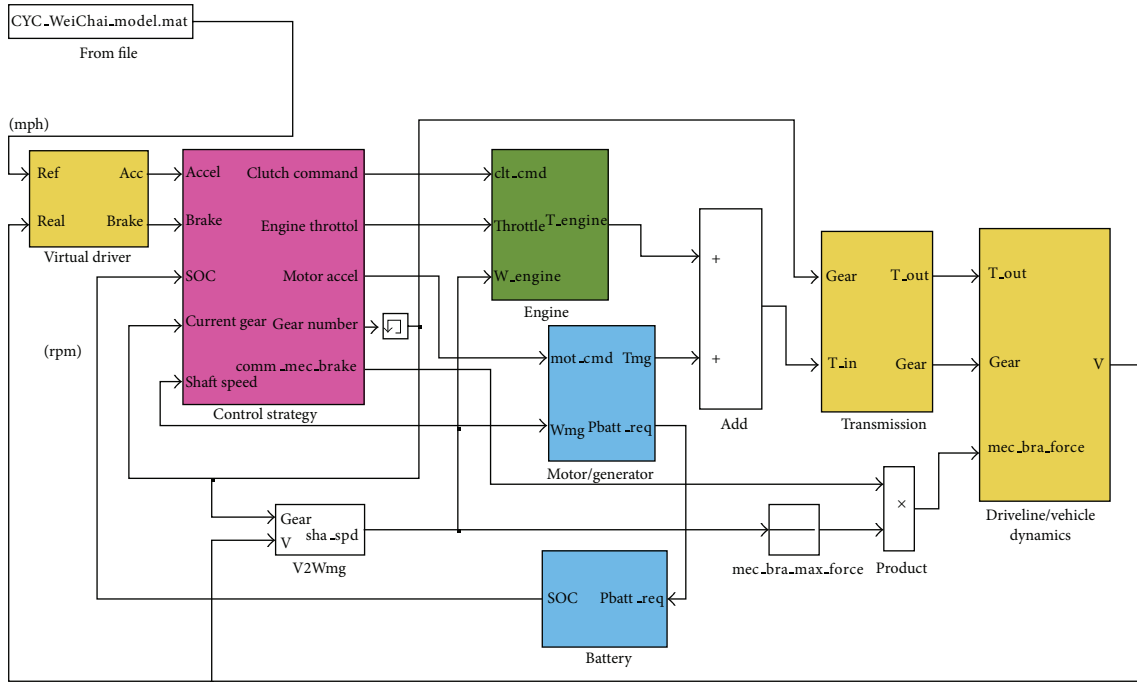 CYC_WeiChai_model.mat
From file
(mph)
Ref
Acc
Real
Brake
Virtual driver
Accel
Clutch command
Brake
Engine throttol
SOC
Motor accel
Current gear
Gear number
comm_mec_brake
Shaft speed
Control strategy
(rpm)
clt_cmd
Throttle
T_engine
W_engine
Engine
mot_cmd
Tmg
Wmg
Pbatt_req
Motor/generator
+
+
Add
Gear
T_out
T_in
Gear
Transmission
T_out
Gear
V
mec_bra_force
Driveline/vehicle
dynamics
Gear
sha_spd
V
V2Wmg
mec_bra_max_force
×
Product
SOC
Pbatt_req
Battery